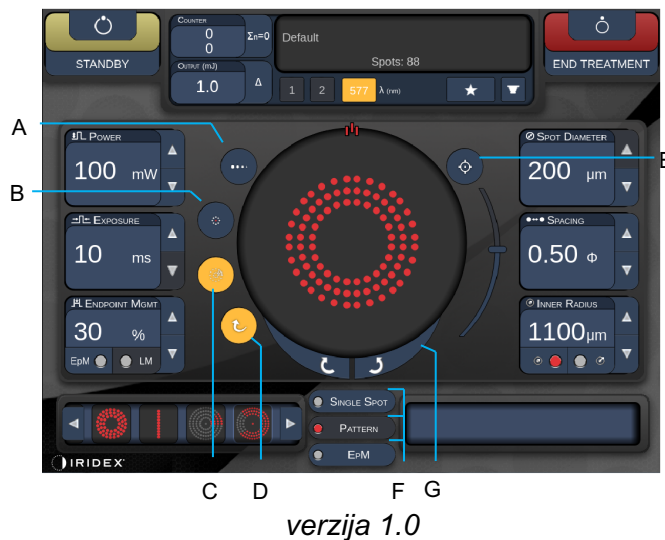 STANDBY
COUNTER
0
0
Σn=0
OUTPUT (mJ)
1.0
Δ
Default
Spots: 88
1 2 577 λ (nm)
END TREATMENT
A
B
E
POWER
100 mW
EXPOSURE
10 ms
ENDPOINT MGMT
30 %
EpM LM
SPOT DIAMETER
200 µm
SPACING
0.50 Φ
INNER RADIUS
1100µm
SINGLE SPOT
PATTERN
EPM
IRIDEX
C D F G
verzija 1.0